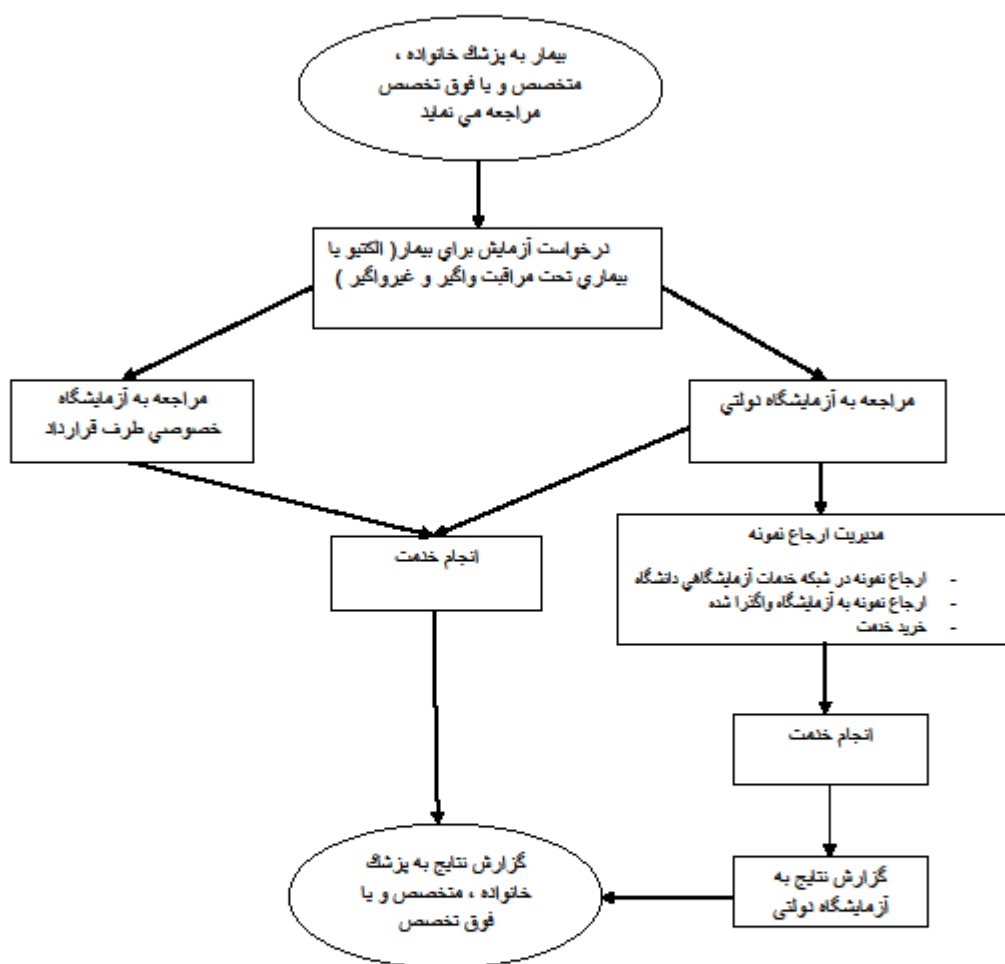 بيمار به پزشك خانواده ،
متخصص و يا فوق تخصص
مراجعه مي نمايد
درخواست آزمايش براي بيمار( الكتيو يا
بيماري تحت مراقبت واگير و غيرواگير )
مراجعه به آزمايشگاه
خصوصي طرف قرارداد
مراجعه به آزمايشگاه دولتي
انجام خدمت
مديريت ارجاع نمونه
- ارجاع نمونه در شبكه خدمات آزمايشگاهي دانشگاه
- ارجاع نمونه به آزمايشگاه واگذرا شده
- خريد خدمت
انجام خدمت
گزارش نتايج به
آزمايشگاه دولتی
گزارش نتايج به پزشك
خانواده ، متخصص و يا
فوق تخصص